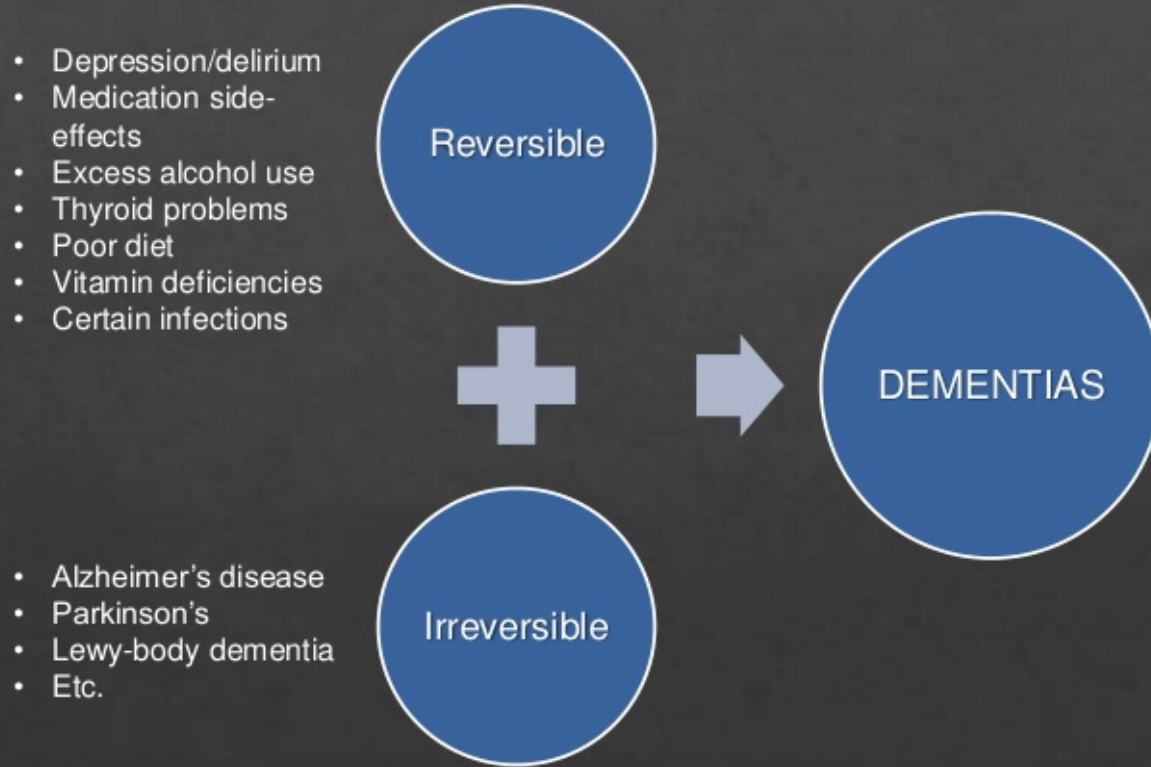 • Depression/delirium
• Medication side-
effects
• Excess alcohol use
• Thyroid problems
• Poor diet
• Vitamin deficiencies
• Certain infections
Reversible
DEMENTIAS
• Alzheimer’s disease
• Parkinson’s
• Lewy-body dementia
• Etc.
Irreversible